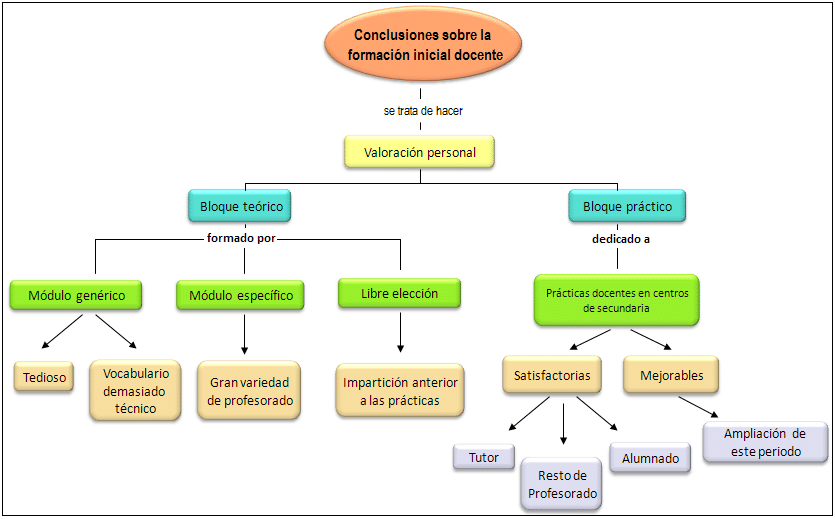 Conclusiones sobre la
formación inicial docente
se trata de hacer
Valoración personal
Bloque teórico
Bloque práctico
formado por
dedicado a
Módulo genérico
Módulo específico
Libre elección
Prácticas docentes en centros
de secundaria
Tedioso
Vocabulario
demasiado
técnico
Gran variedad
de profesorado
Impartición anterior
a las prácticas
Satisfactorias
Mejorables
Tutor
Resto de
Profesorado
Alumnado
Ampliación de
este periodo